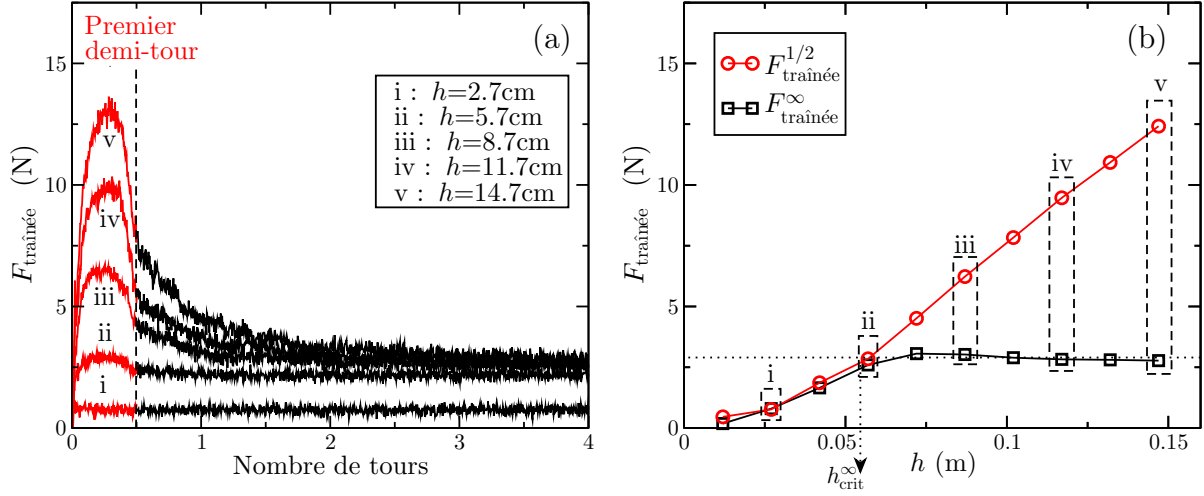 Premier
demi-tour
(a)
i : h=2.7cm
ii : h=5.7cm
iii : h=8.7cm
iv : h=11.7cm
v : h=14.7cm
v
iv
iii
ii
i
15
10
5
0
F_traînée (N)
0 1 2 3 4
Nombre de tours
(b)
F^{1/2}_traînée
F^∞_traînée
i
ii
iii
iv
v
15
10
5
0
F_traînée (N)
0 0.05 0.1 0.15
h^∞_crit
h (m)